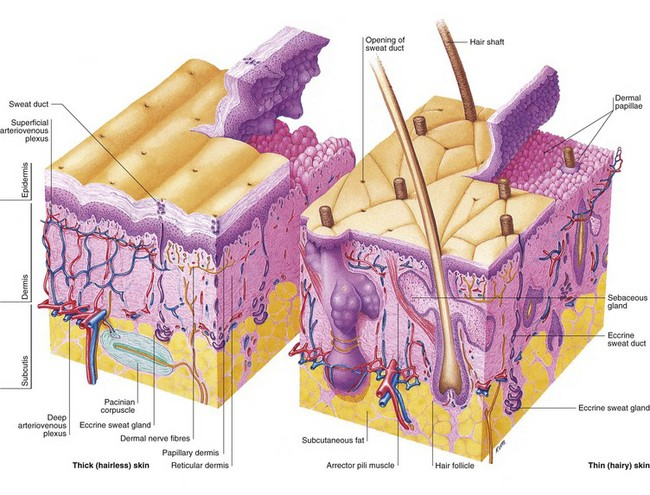 Opening of
sweat duct
Hair shaft
Sweat duct
Superficial
arteriovenous
plexus
Dermal
papillae
Epidermis
Dermis
Subcutis
Sebaceous
gland
Eccrine
sweat duct
Pacinian
corpuscle
Eccrine sweat gland
Eccrine sweat gland
Deep
arteriovenous
plexus
Dermal nerve fibres
Subcutaneous fat
Papillary dermis
Thick (hairless) skin
Reticular dermis
Arrector pili muscle
Hair follicle
Thin (hairy) skin